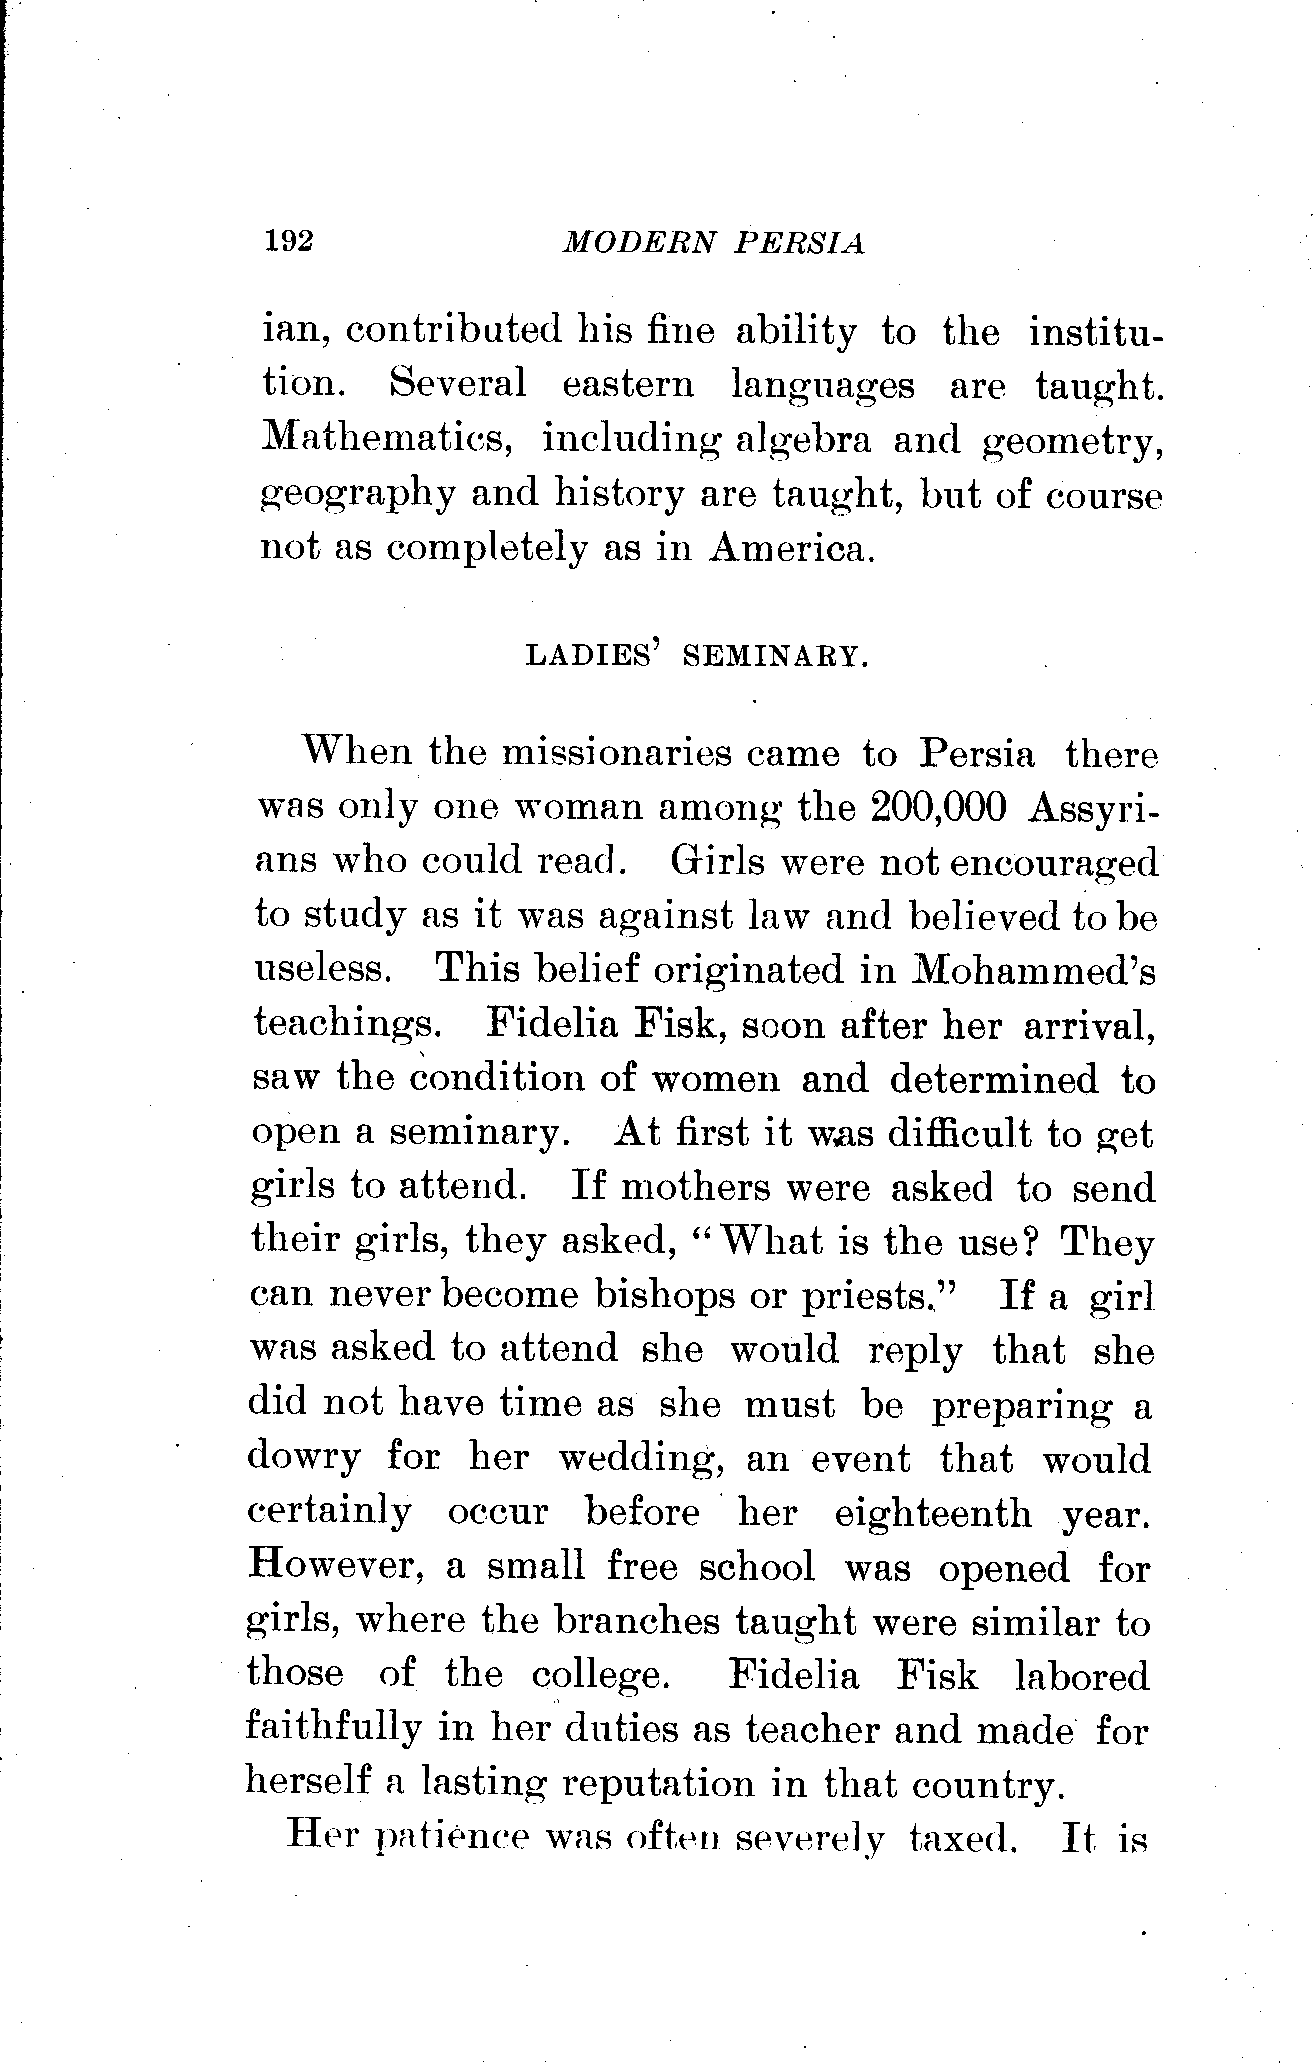 192 MODERN PERSIA
ian, contributed his fine ability to the institu-
tion. Several eastern languages are taught.
Mathematics, including algebra and geometry,
geography and history are taught, but of course
not as completely as in America.
LADIES' SEMINARY.
When the missionaries came to Persia there
was only one woman among the 200,000 Assyri-
ans who could read. Girls were not encouraged
to study as it was against law and believed to be
useless. This belief originated in Mohammed's
teachings. Fidelia Fisk, soon after her arrival,
saw the condition of women and determined to
open a seminary. At first it was difficult to get
girls to attend. If mothers were asked to send
their girls, they asked, "What is the use? They
can never become bishops or priests." If a girl
was asked to attend she would reply that she
did not have time as she must be preparing a
dowry for her wedding, an event that would
certainly occur before her eighteenth year.
However, a small free school was opened for
girls, where the branches taught were similar to
those of the college. Fidelia Fisk labored
faithfully in her duties as teacher and made for
herself a lasting reputation in that country.
Her patience was often severely taxed. It is